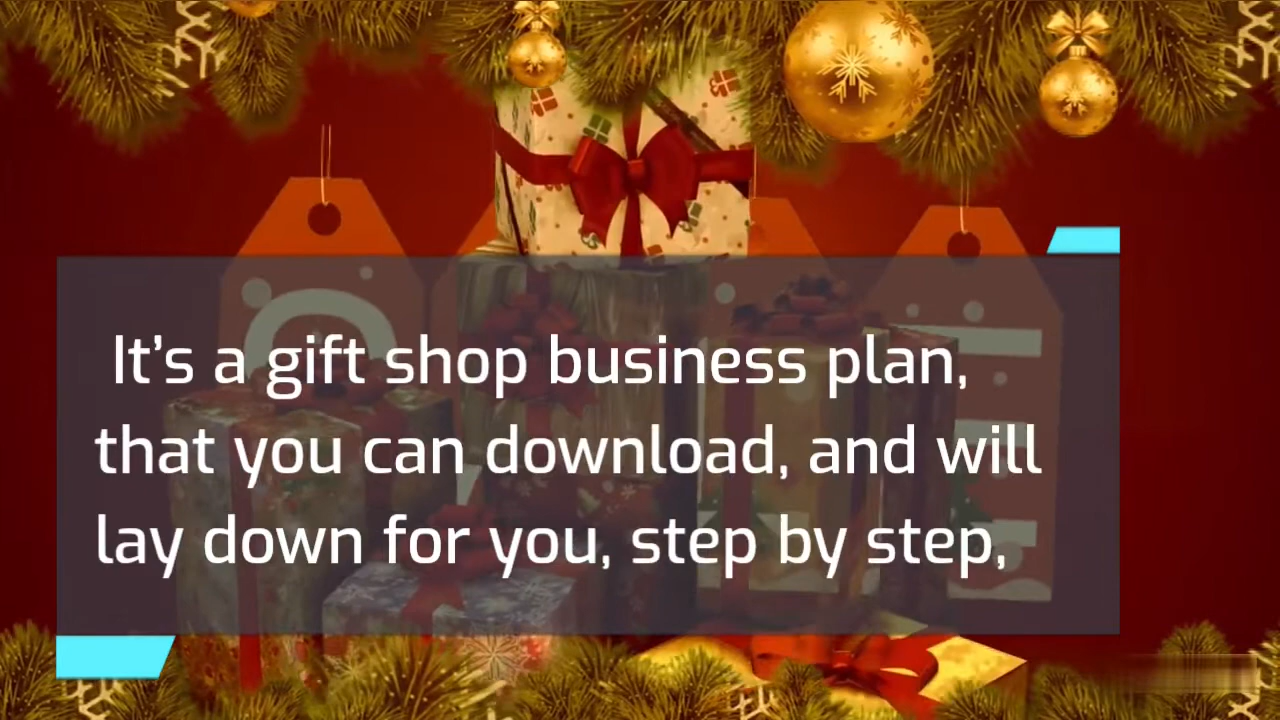 It's a gift shop business plan,
that you can download, and will
lay down for you, step by step,